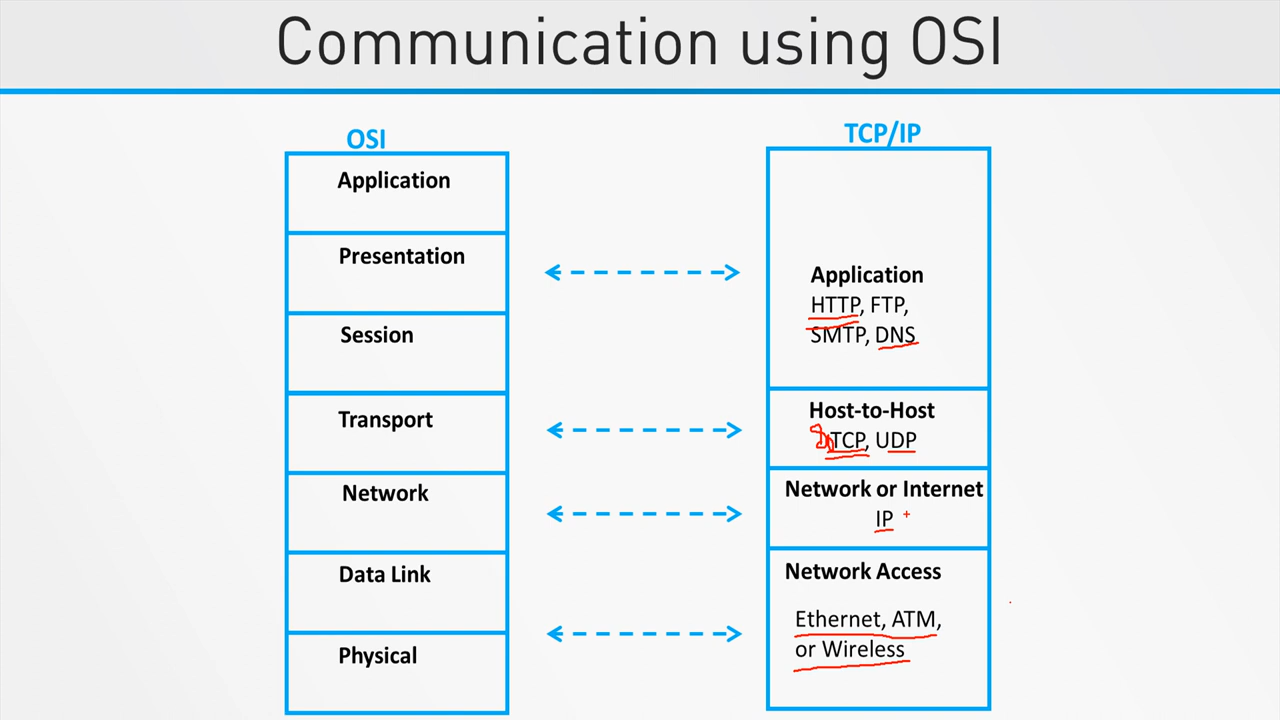 Communication using OSI
OSI
Application
Presentation
Session
Transport
Network
Data Link
Physical
TCP/IP
Application
HTTP, FTP,
SMTP, DNS
Host-to-Host
TCP, UDP
Network or Internet
IP
Network Access
Ethernet, ATM,
or Wireless